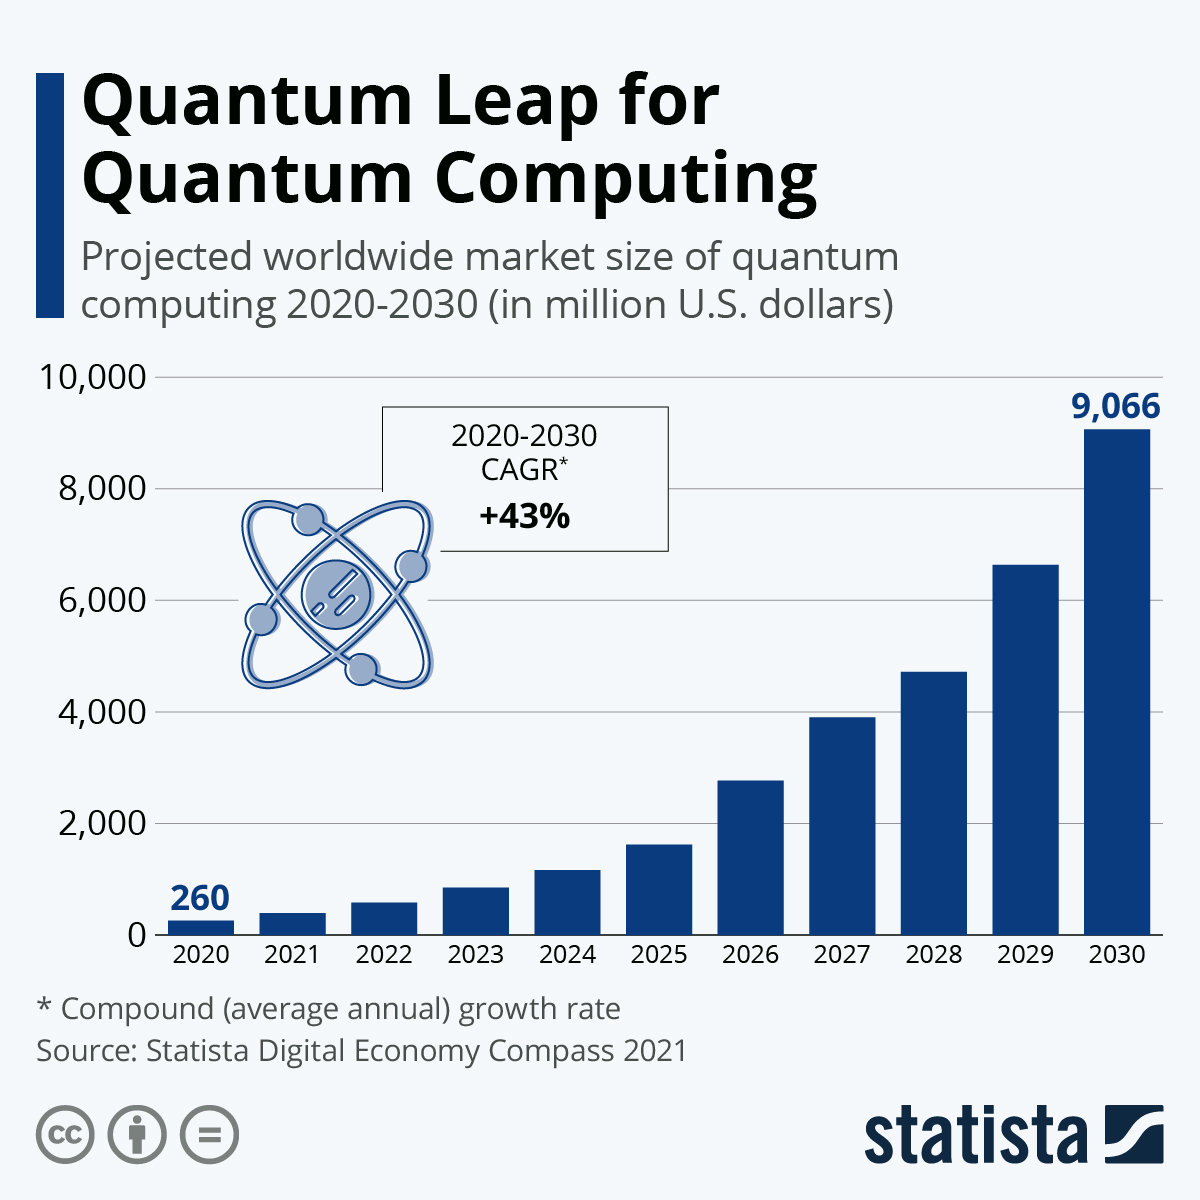 Quantum Leap for
Quantum Computing
Projected worldwide market size of quantum
computing 2020-2030 (in million U.S. dollars)
10,000
8,000
6,000
4,000
2,000
0
2020-2030
CAGR*
+43%
260
9,066
2020 2021 2022 2023 2024 2025 2026 2027 2028 2029 2030
* Compound (average annual) growth rate
Source: Statista Digital Economy Compass 2021
cc
statista